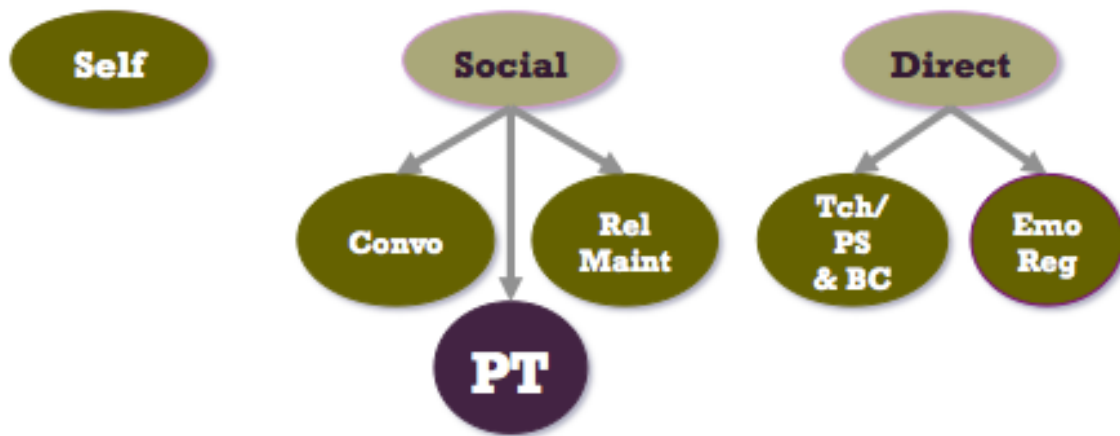 Self
Social
Direct
Convo
Rel
Maint
Tch/
PS
& BC
Emo
Reg
PT